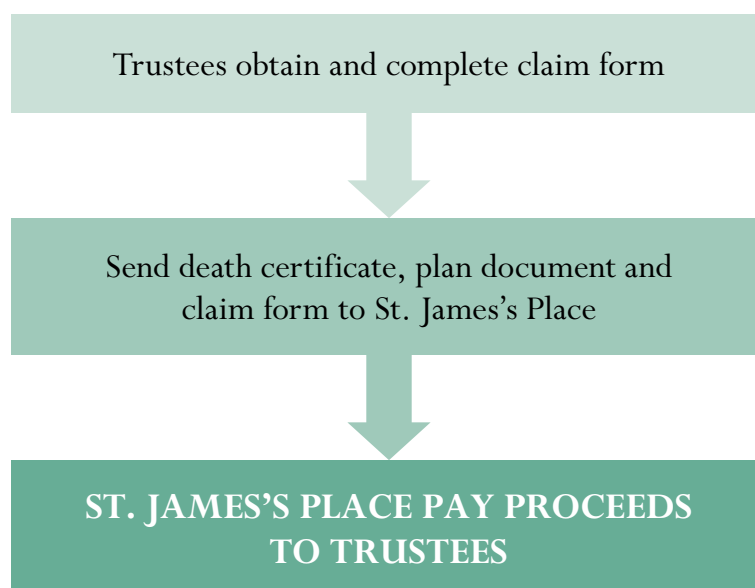 Trustees obtain and complete claim form
Send death certificate, plan document and
claim form to St. James’s Place
ST. JAMES’S PLACE PAY PROCEEDS
TO TRUSTEES